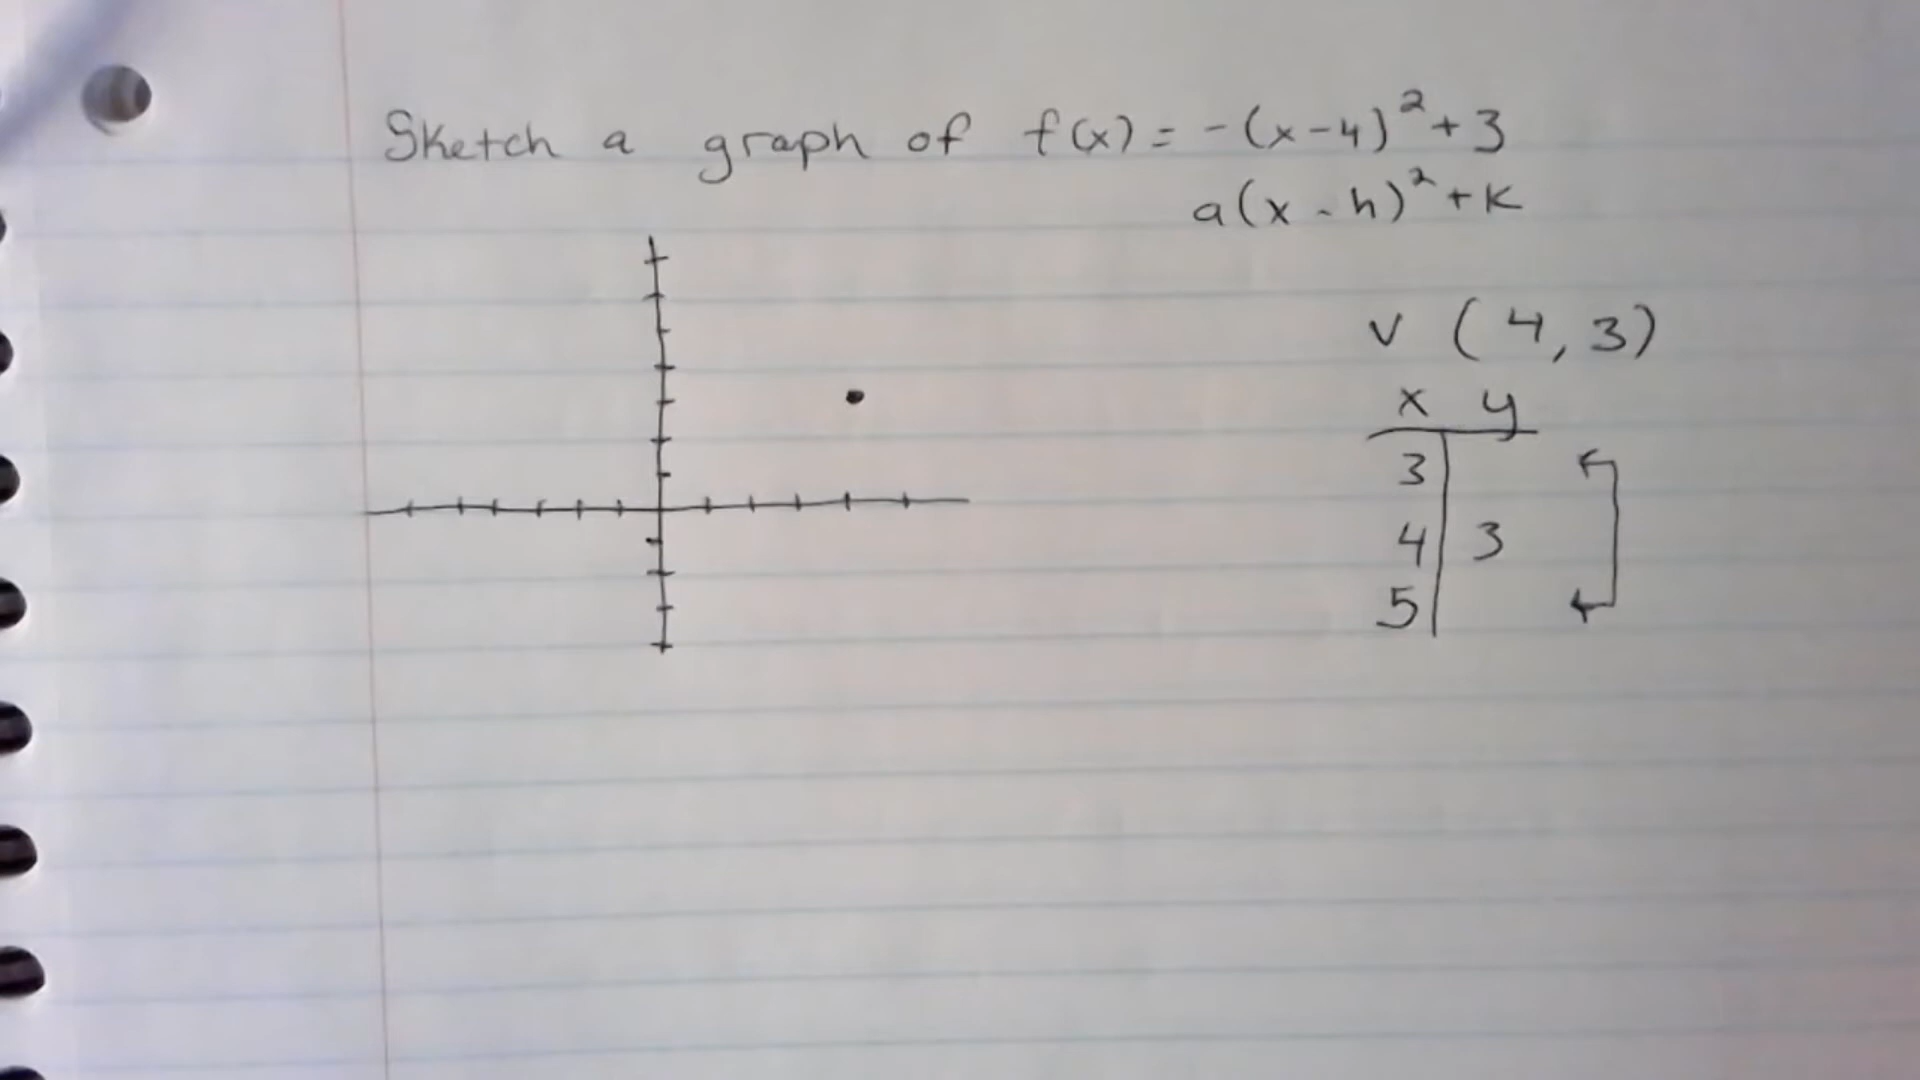 Sketch a graph of f(x) = -(x-4)²+3
a(x-h)²+k
v (4,3)
x y
3
4 3
5